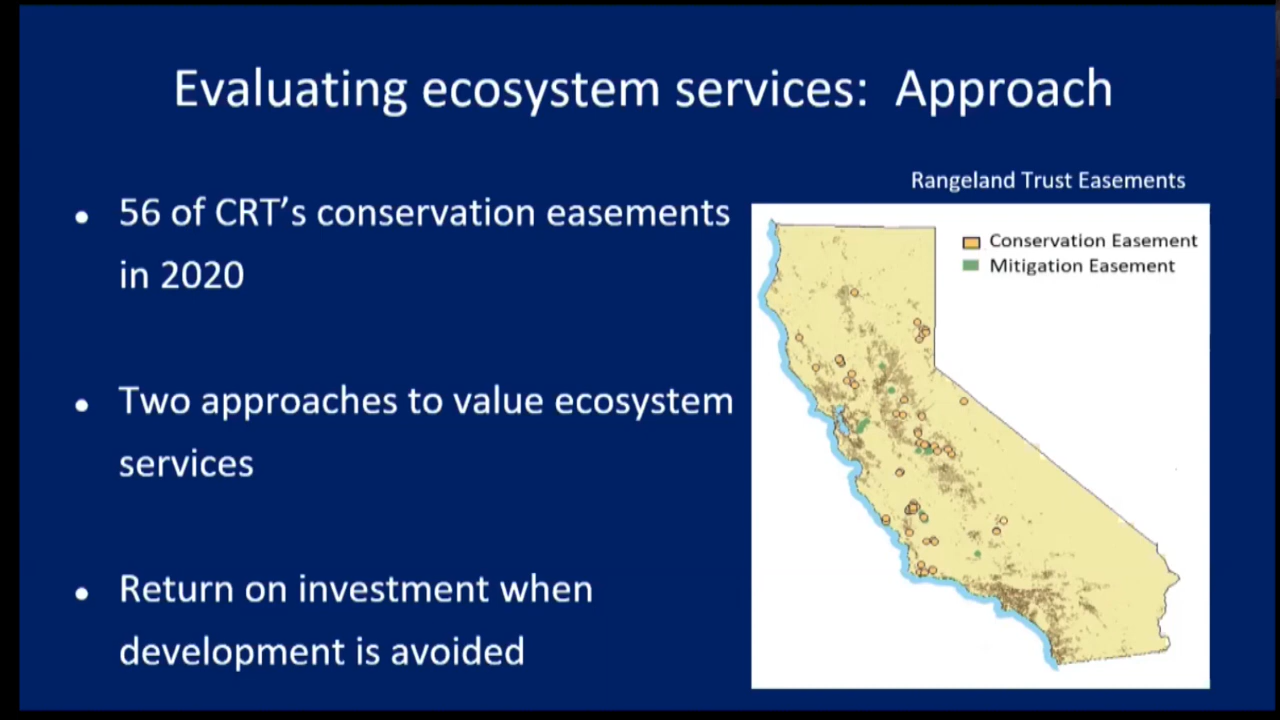 Evaluating ecosystem services:  Approach
• 56 of CRT’s conservation easements
in 2020
• Two approaches to value ecosystem
services
• Return on investment when
development is avoided
Rangeland Trust Easements
Conservation Easement
Mitigation Easement